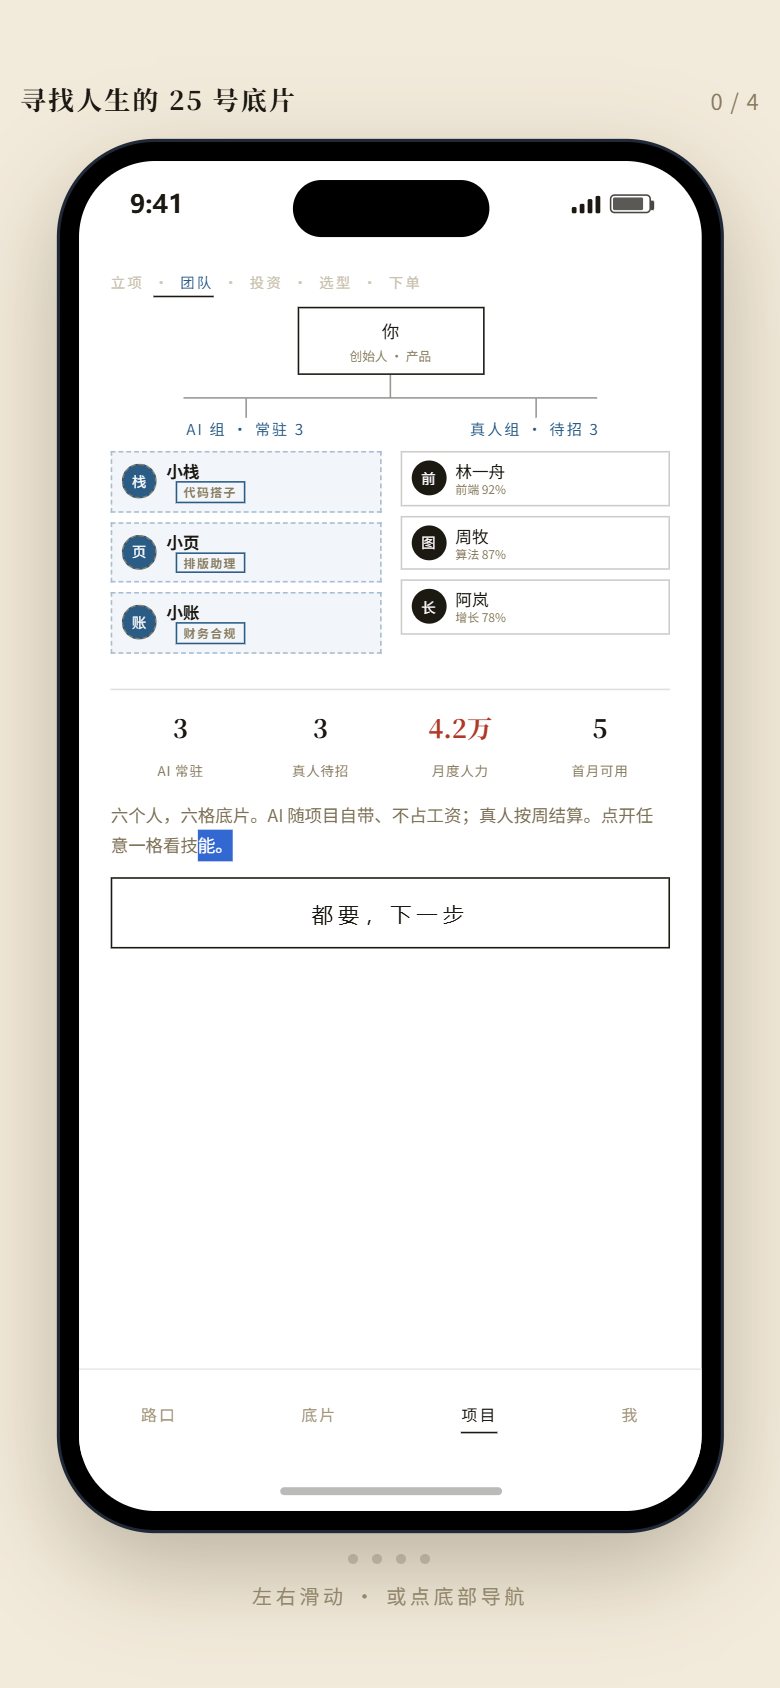 寻找人生的 25 号底片
0 / 4
9:41
立项 · 团队 · 投资 · 选型 · 下单
你
创始人 · 产品
AI 组 · 常驻 3
栈
小栈
代码搭子
页
小页
排版助理
账
小账
财务合规
真人组 · 待招 3
前
林一舟
前端 92%
图
周牧
算法 87%
长
阿岚
增长 78%
3
AI 常驻
3
真人待招
4.2万
月度人力
5
首月可用
六个人，六格底片。AI 随项目自带、不占工资；真人按周结算。点开任
意一格看技能。
都要，下一步
路口
底片
项目
我
左右滑动 · 或点底部导航